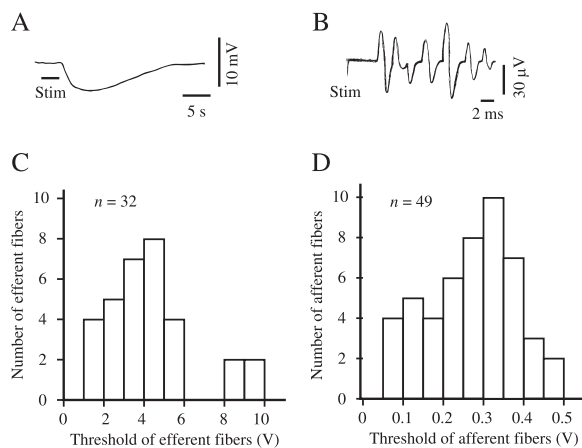 A
10 mV
Stim
5 s
B
30 μV
Stim
2 ms
C
n = 32
Number of efferent fibers
10
8
6
4
2
0
0 2 4 6 8 10
Threshold of efferent fibers (V)
D
n = 49
Number of afferent fibers
10
8
6
4
2
0
0 0.1 0.2 0.3 0.4 0.5
Threshold of afferent fibers (V)